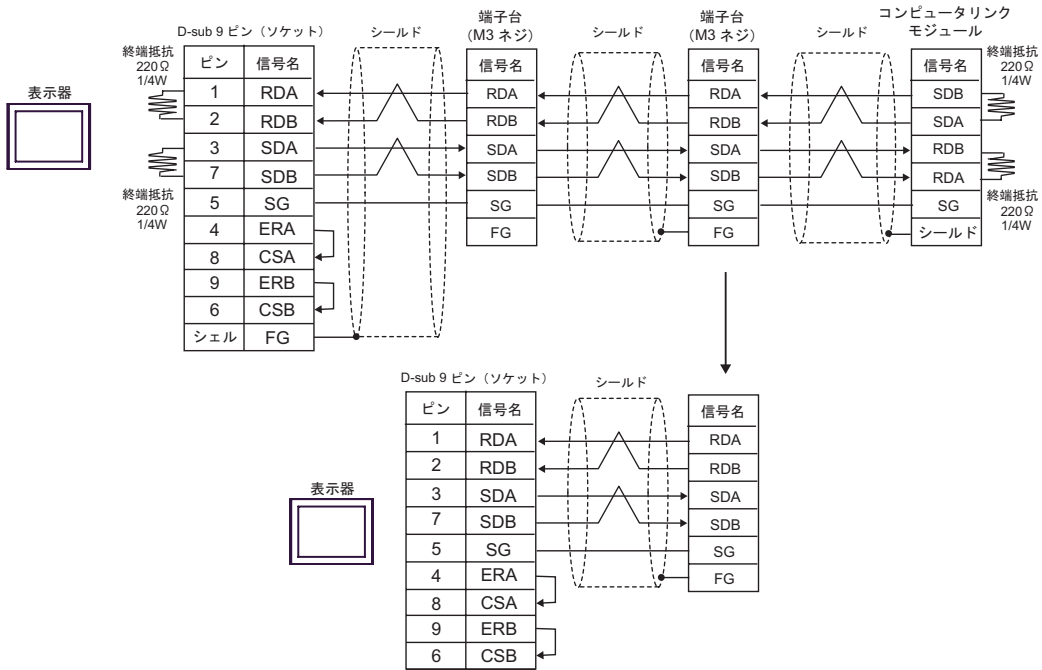 D-sub 9 ピン（ソケット）
シールド
端子台
（M3 ネジ）
シールド
端子台
（M3 ネジ）
シールド
コンピュータリンク
モジュール
終端抵抗
220Ω
1/4W
終端抵抗
220Ω
1/4W
表示器
ピン 信号名
1 RDA
2 RDB
3 SDA
7 SDB
5 SG
4 ERA
8 CSA
9 ERB
6 CSB
シェル FG
終端抵抗
220Ω
1/4W
信号名
RDA
RDB
SDA
SDB
SG
FG
信号名
RDA
RDB
SDA
SDB
SG
FG
信号名
SDB
SDA
RDB
RDA
SG
シールド
終端抵抗
220Ω
1/4W
D-sub 9 ピン（ソケット）
シールド
表示器
ピン 信号名
1 RDA
2 RDB
3 SDA
7 SDB
5 SG
4 ERA
8 CSA
9 ERB
6 CSB
信号名
RDA
RDB
SDA
SDB
SG
FG